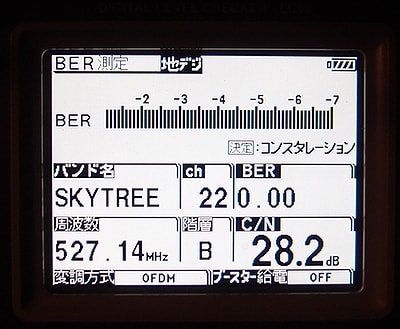 BER測定 地デジ
-2 -3 -4 -5 -6 -7
BER
決定:コンスタレーション
バンド名 ch BER
SKYTREE 22 0.00
周波数 階層 C/N
527.14MHz B 28.2dB
変調方式 OFDM ブースター給電 OFF